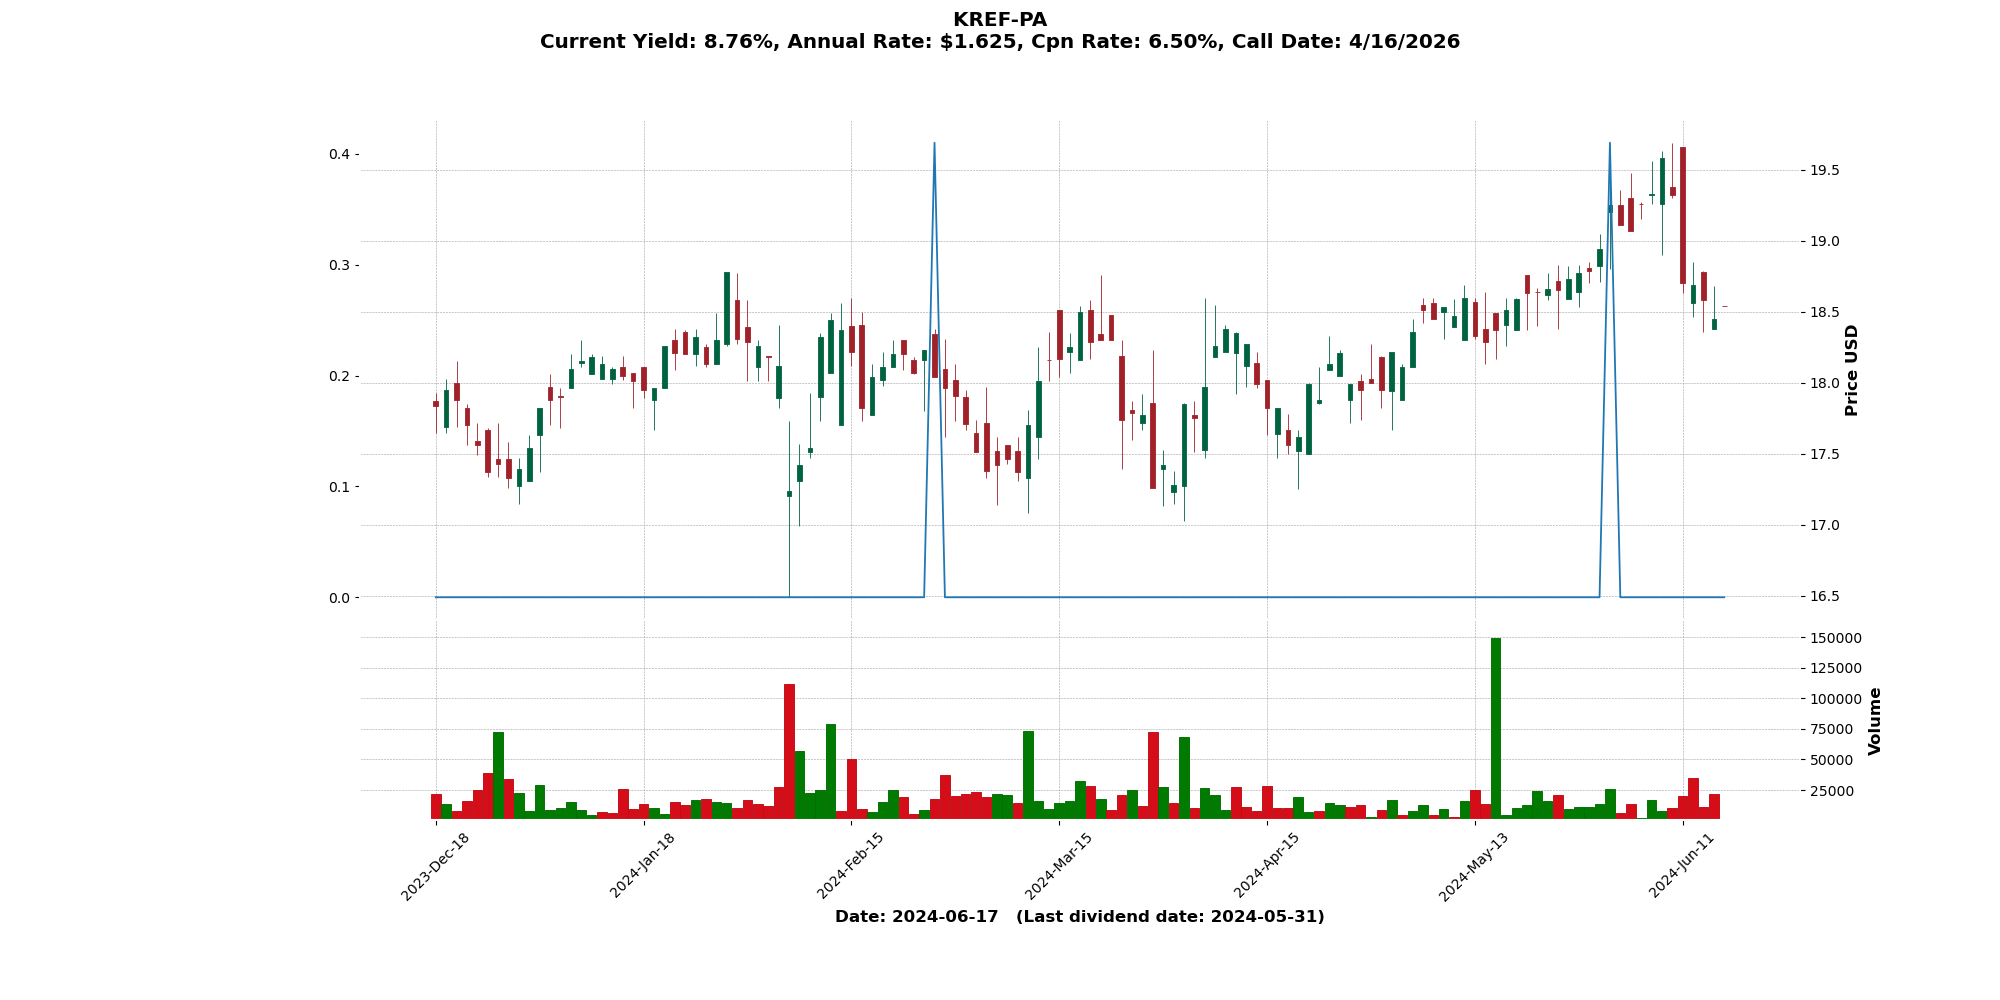 KREF-PA
Current Yield: 8.76%, Annual Rate: $1.625, Cpn Rate: 6.50%, Call Date: 4/16/2026
0.4
0.3
0.2
0.1
0.0
19.5
19.0
18.5
18.0
17.5
17.0
16.5
Price USD
150000
125000
100000
75000
50000
25000
Volume
2023-Dec-18
2024-Jan-18
2024-Feb-15
2024-Mar-15
2024-Apr-15
2024-May-13
2024-Jun-11
Date: 2024-06-17 (Last dividend date: 2024-05-31)